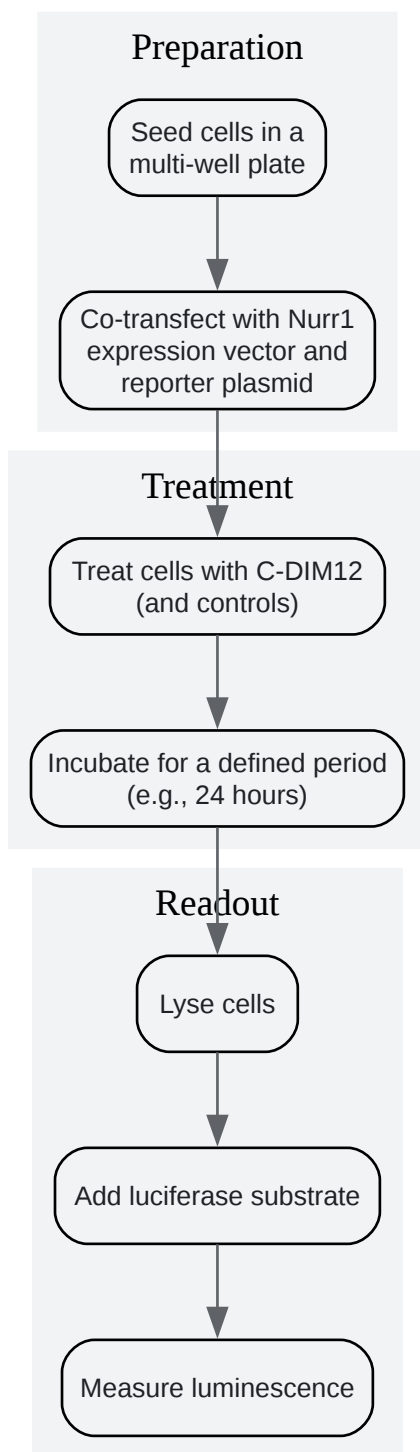 Preparation
Seed cells in a
multi-well plate
Co-transfect with Nurr1
expression vector and
reporter plasmid
Treatment
Treat cells with C-DIM12
(and controls)
Incubate for a defined period
(e.g., 24 hours)
Readout
Lyse cells
Add luciferase substrate
Measure luminescence